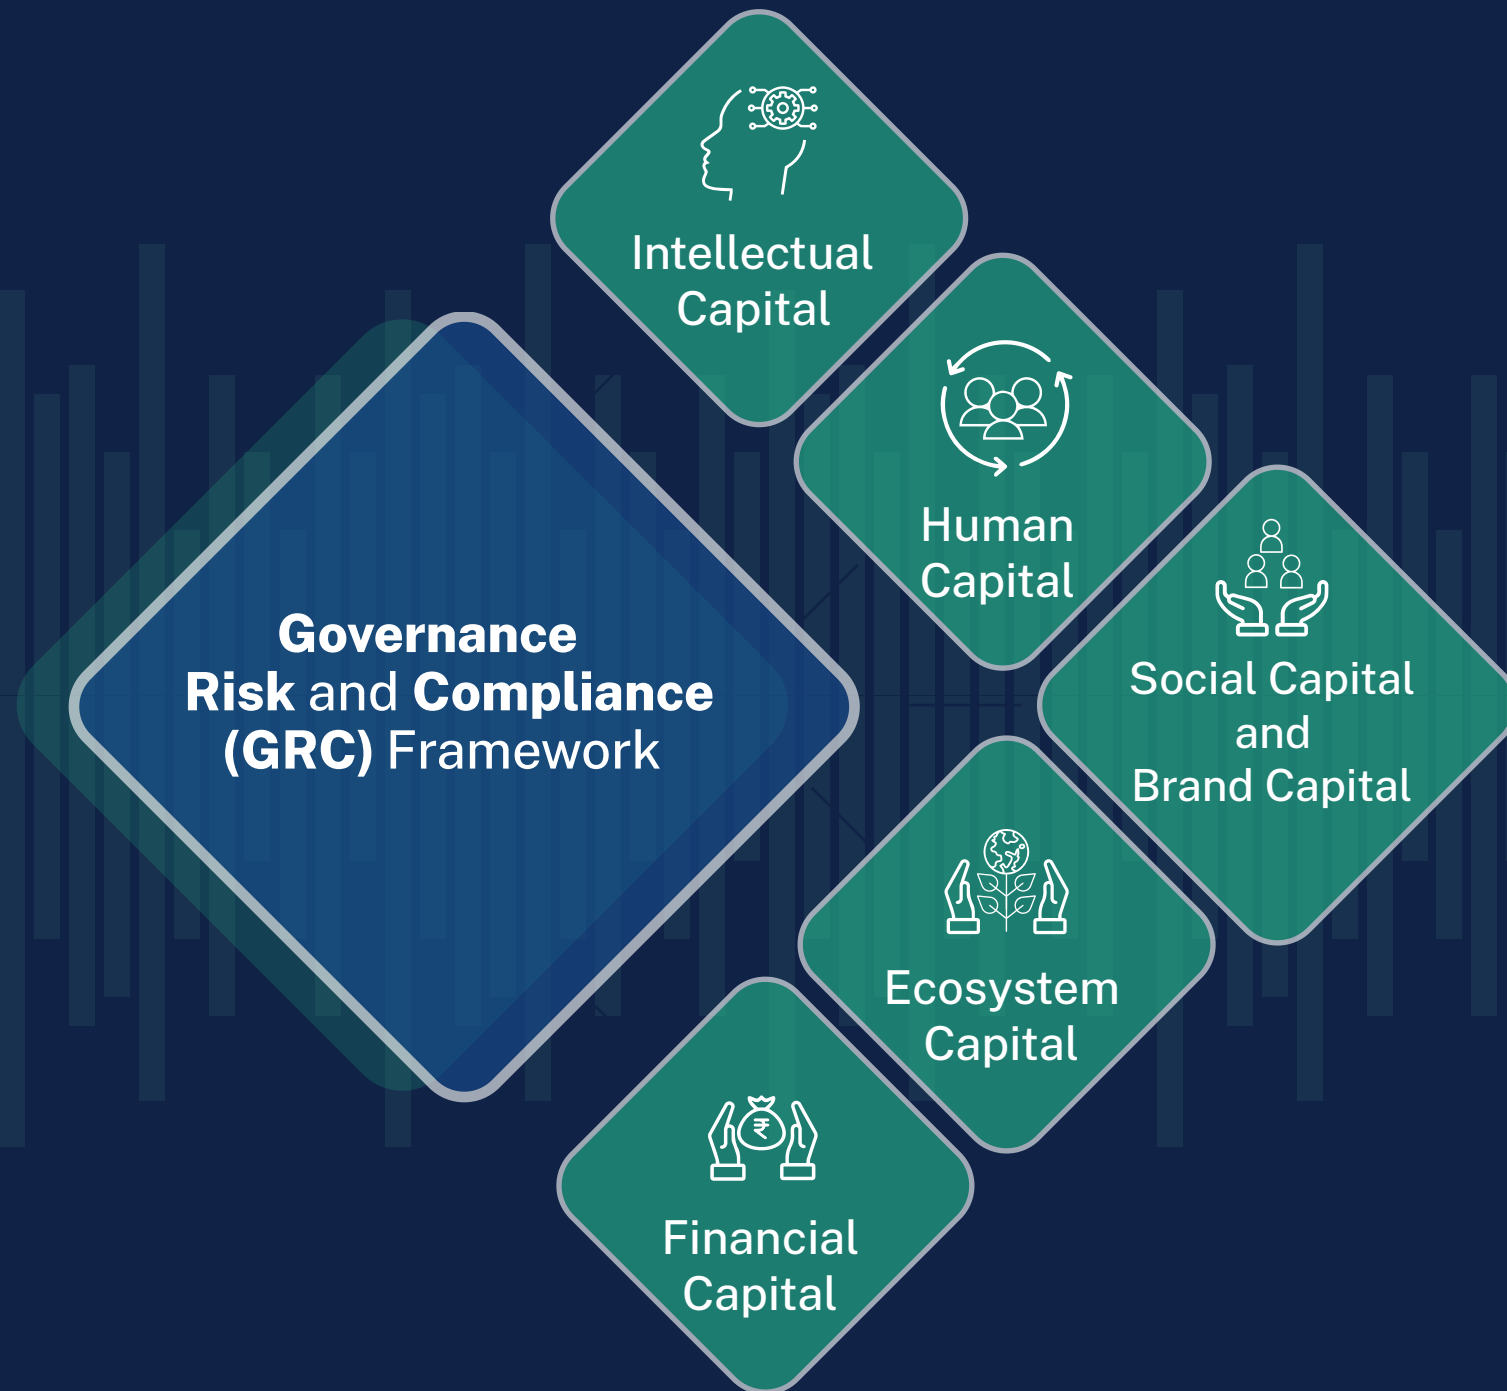 Intellectual
Capital
Human
Capital
Governance
Risk and Compliance
(GRC) Framework
Social Capital
and
Brand Capital
Ecosystem
Capital
₹
Financial
Capital